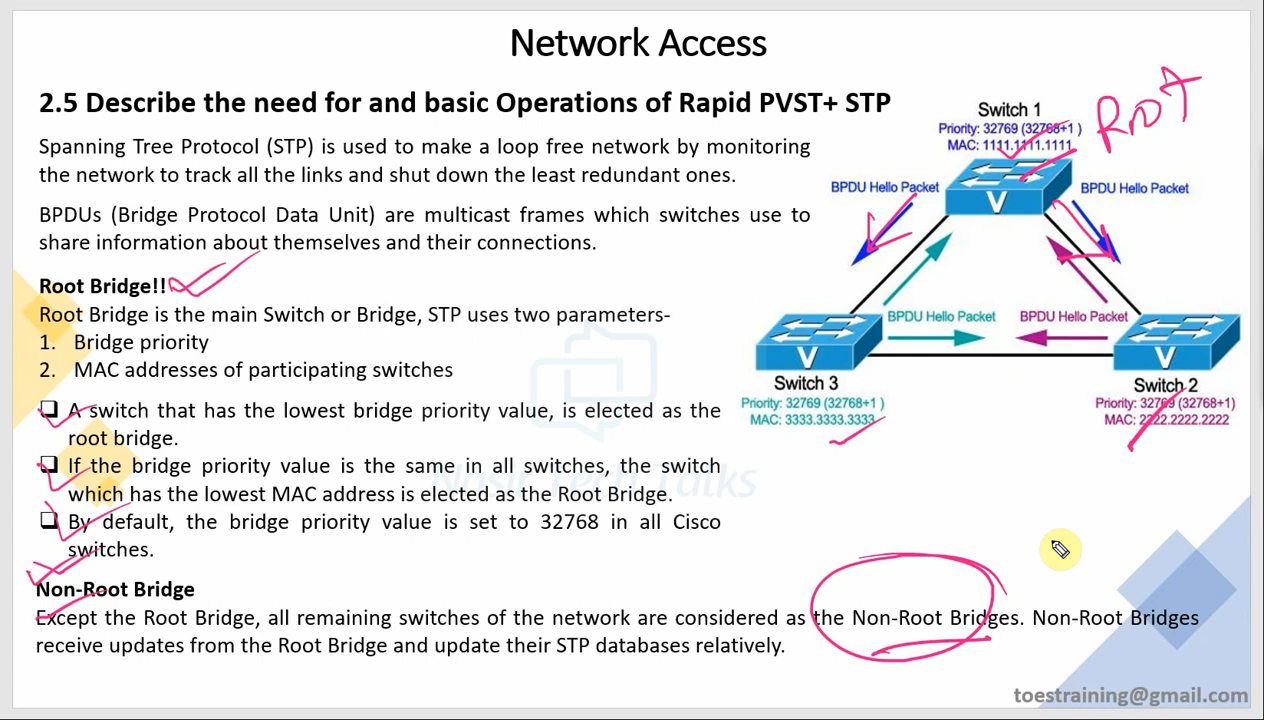 Network Access
2.5 Describe the need for and basic Operations of Rapid PVST+ STP
Spanning Tree Protocol (STP) is used to make a loop free network by monitoring
the network to track all the links and shut down the least redundant ones.
BPDUs (Bridge Protocol Data Unit) are multicast frames which switches use to
share information about themselves and their connections.
Root Bridge!!
Root Bridge is the main Switch or Bridge, STP uses two parameters-
1. Bridge priority
2. MAC addresses of participating switches
A switch that has the lowest bridge priority value, is elected as the
root bridge.
If the bridge priority value is the same in all switches, the switch
which has the lowest MAC address is elected as the Root Bridge.
By default, the bridge priority value is set to 32768 in all Cisco
switches.
Non-Root Bridge
Except the Root Bridge, all remaining switches of the network are considered as the Non-Root Bridges. Non-Root Bridges
receive updates from the Root Bridge and update their STP databases relatively.
Switch 1
Priority: 32769 (32768+1 )
MAC: 1111.1111.1111
ROOT
BPDU Hello Packet
BPDU Hello Packet
V
BPDU Hello Packet
BPDU Hello Packet
V
V
Switch 3
Priority: 32769 (32768+1 )
MAC: 3333.3333.3333
Switch 2
Priority: 32769 (32768+1)
MAC: 2222.2222.2222
Nasir Tech Talks
toestraining@gmail.com